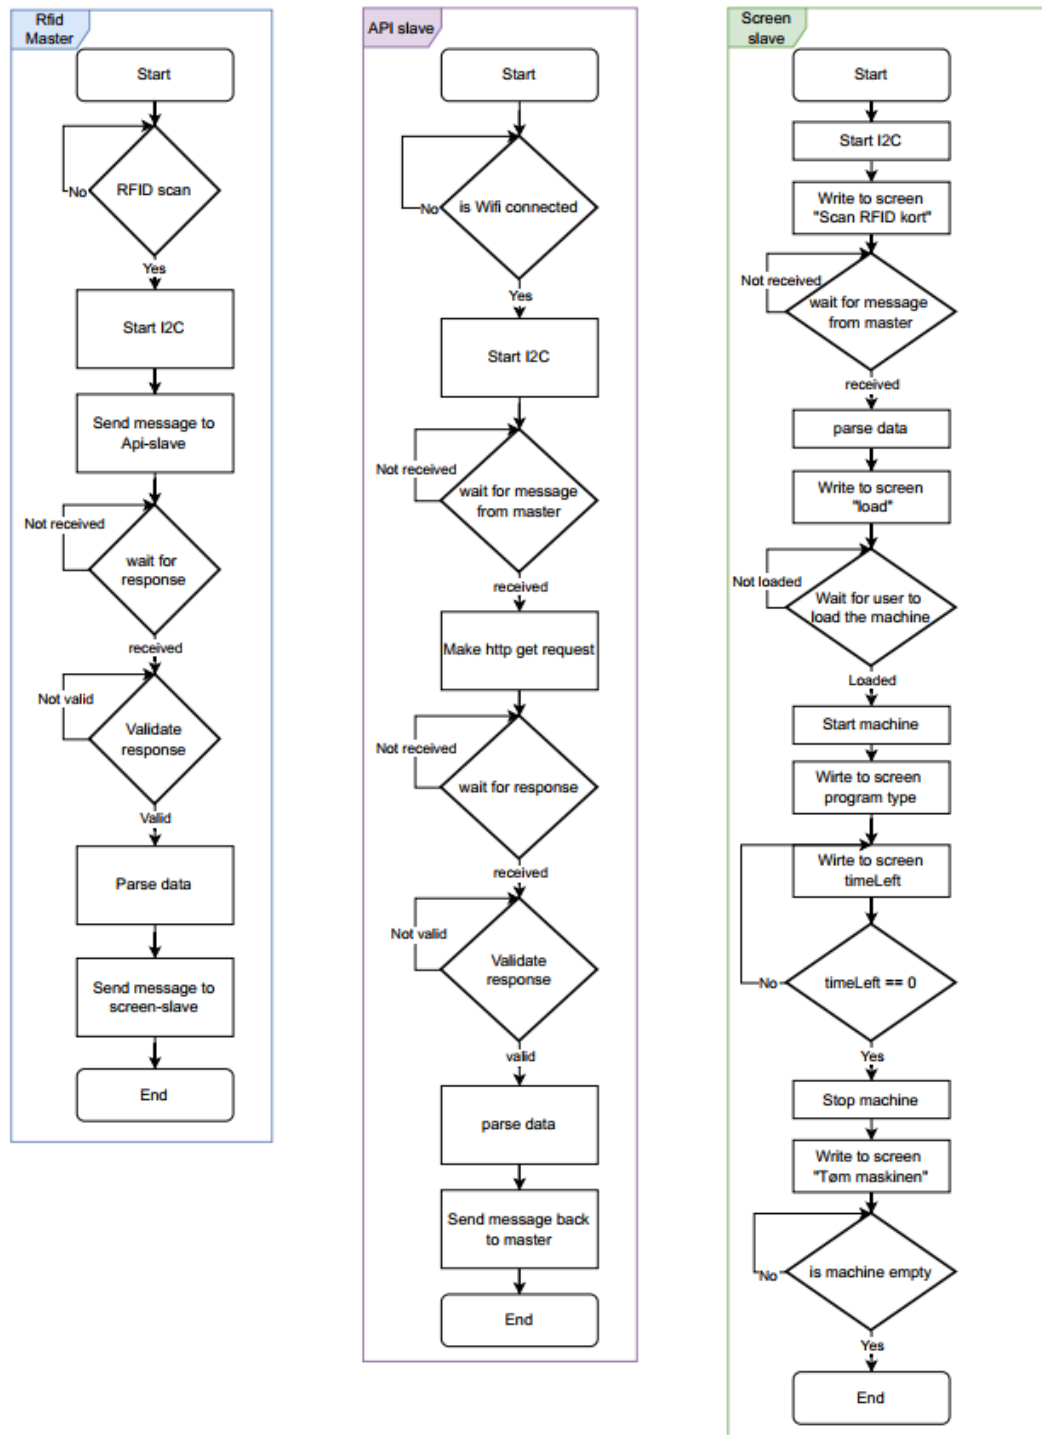 Rfid
Master
Start
RFID scan
No
Yes
Start I2C
Send message to
Api-slave
Not received
wait for
response
received
Not valid
Validate
response
Valid
Parse data
Send message to
screen-slave
End
API slave
Start
is Wifi connected
No
Yes
Start I2C
Not received
wait for message
from master
received
Make http get request
Not received
wait for response
received
Not valid
Validate
response
valid
parse data
Send message back
to master
End
Screen
slave
Start
Start I2C
Write to screen
"Scan RFID kort"
Not received
wait for message
from master
received
parse data
Write to screen
"load"
Not loaded
Wait for user to
load the machine
Loaded
Start machine
Wirte to screen
program type
Wirte to screen
timeLeft
No
timeLeft == 0
Yes
Stop machine
Write to screen
"Tøm maskinen"
No
is machine empty
Yes
End